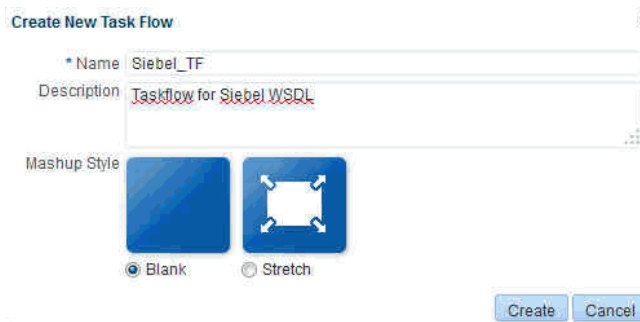 Create New Task Flow
* Name Siebel_TF
Description Taskflow for Siebel WSDL
Mashup Style
Blank Stretch
Create Cancel